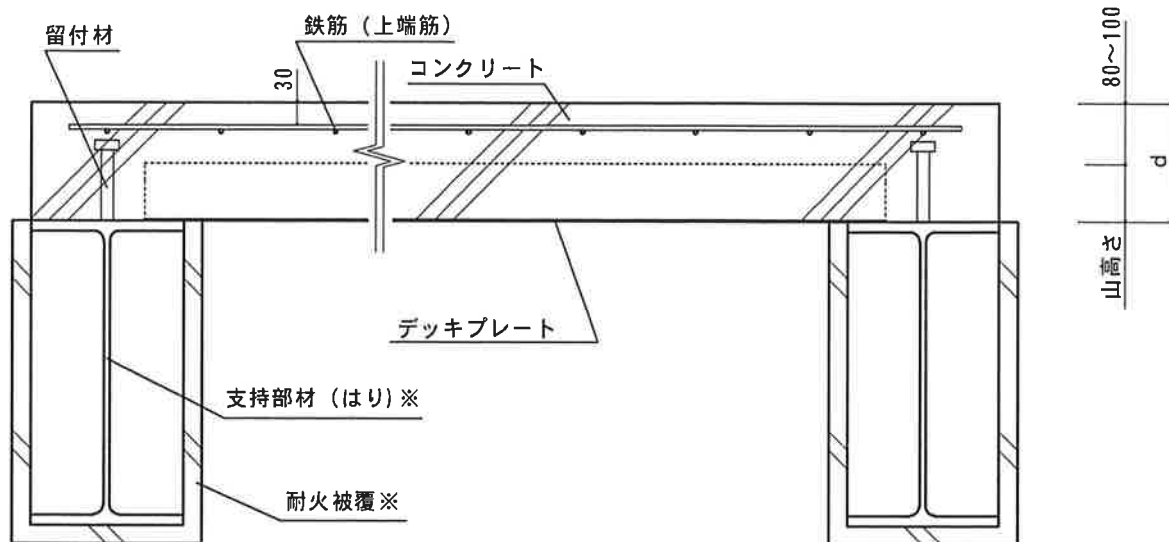 鉄筋（上端筋）
留付材
コンクリート
30
80～100
d
山高さ
デッキプレート
支持部材（はり)※
耐火被覆※